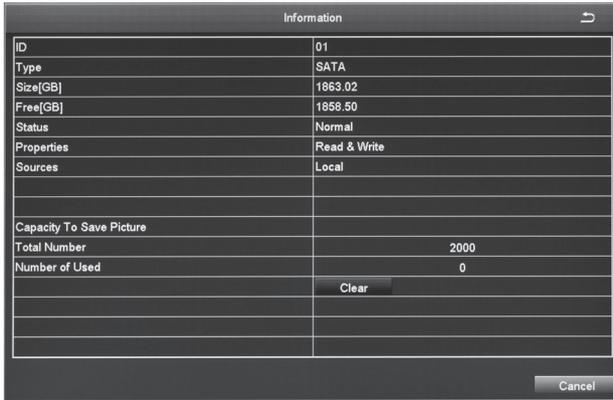 Information
ID 01
Type SATA
Size[GB] 1863.02
Free[GB] 1858.50
Status Normal
Properties Read & Write
Sources Local
Capacity To Save Picture
Total Number 2000
Number of Used 0
Clear
Cancel